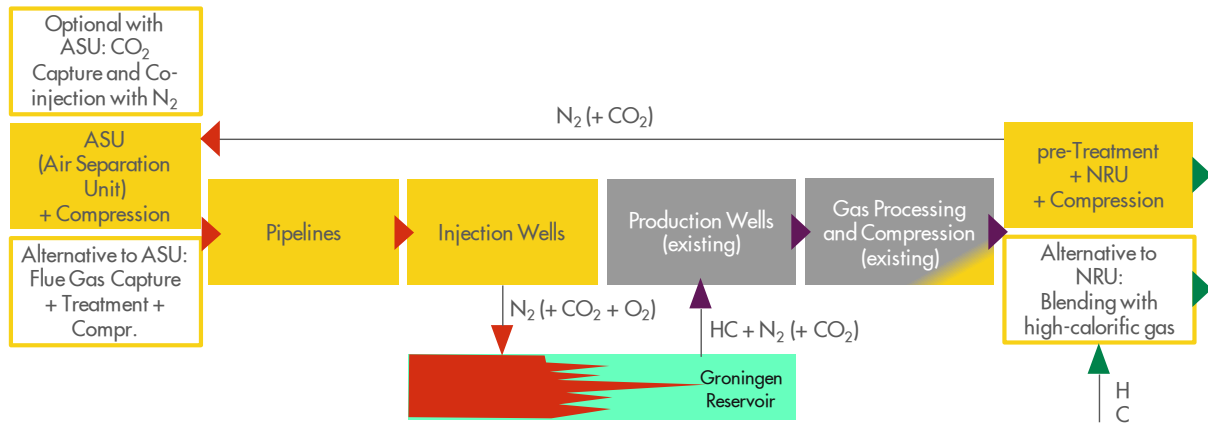 Optional with
ASU: CO2
Capture and Co-
injection with N2
ASU
(Air Separation
Unit)
+ Compression
Alternative to ASU:
Flue Gas Capture
+ Treatment +
Compr.
N2 (+ CO2)
Pipelines
Injection Wells
Production Wells
(existing)
Gas Processing
and Compression
(existing)
pre-Treatment
+ NRU
+ Compression
Alternative to
NRU:
Blending with
high-calorific gas
N2 (+ CO2 + O2)
HC + N2 (+ CO2)
Groningen
Reservoir
H
C